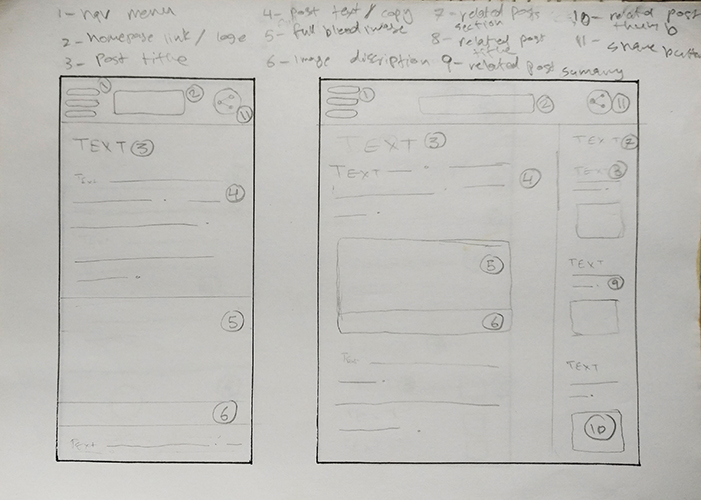 1- nav menu
2- homepage link/ logo
3- Post title
4- post text/ copy
5- full bleed image
6- image discription
7- related posts
section
8- related post
title
9- related post sumary
10- related post
thumb
11- share button
1
2
11
TEXT 3
Text
4
5
6
Text
1
2
11
TEXT 3
TEXT
4
5
6
Text
TEXT 7
TEXT 8
TEXT
9
TEXT
10